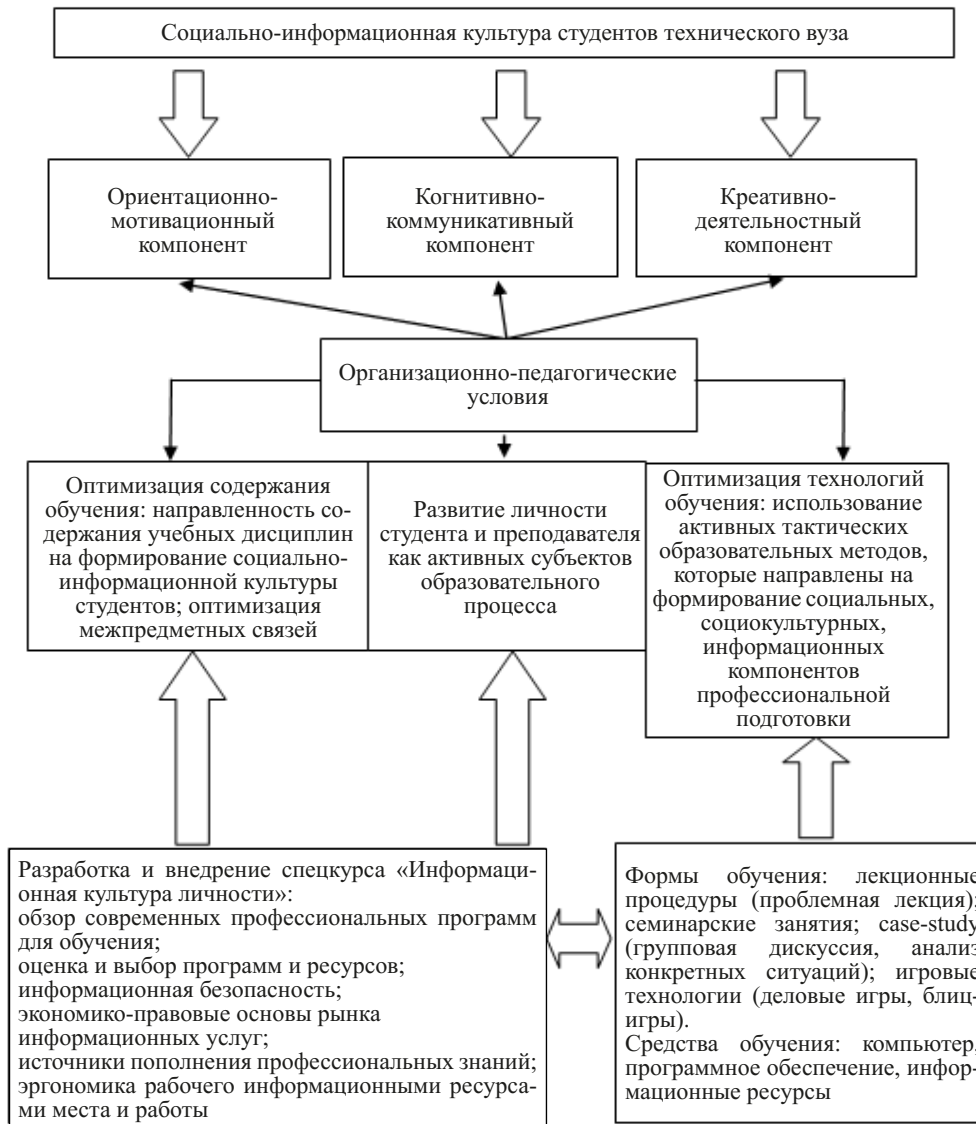 Социально-информационная культура студентов технического вуза
Ориентационно-
мотивационный
компонент
Когнитивно-
коммуникативный
компонент
Креативно-
деятельностный
компонент
Организационно-педагогические
условия
Оптимизация содержания
обучения: направленность со-
держания учебных дисциплин
на формирование социально-
информационной культуры
студентов; оптимизация
межпредметных связей
Развитие личности
студента и преподавателя
как активных субъектов
образовательного
процесса
Оптимизация технологий
обучения: использование
активных тактических
образовательных методов,
которые направлены на
формирование социальных,
социокультурных,
информационных
компонентов
профессиональной
подготовки
Разработка и внедрение спецкурса «Информаци-
онная культура личности»:
обзор современных профессиональных программ
для обучения;
оценка и выбор программ и ресурсов;
информационная безопасность;
экономико-правовые основы рынка
информационных услуг;
источники пополнения профессиональных знаний;
эргономика рабочего информационными ресурса-
ми места и работы
Формы обучения: лекционные
процедуры (проблемная лекция);
семинарские занятия; case-study
(групповая дискуссия, анализ
конкретных ситуаций); игровые
технологии (деловые игры, блиц-
игры).
Средства обучения: компьютер,
программное обеспечение, инфор-
мационные ресурсы